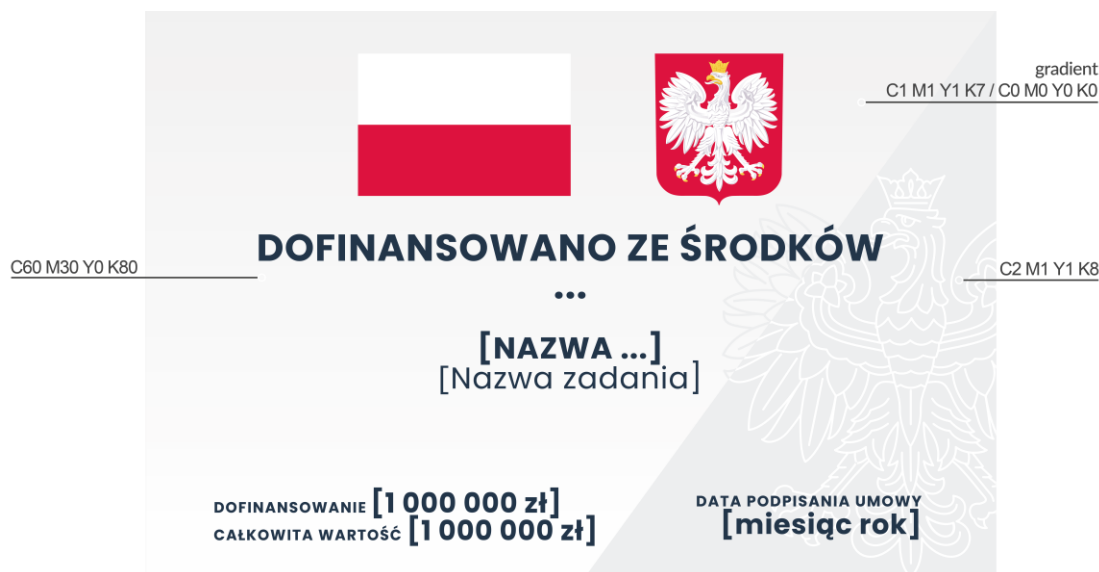 gradient
C1 M1 Y1 K7 / C0 M0 Y0 K0
DOFINANSOWANO ZE ŚRODKÓW
C60 M30 Y0 K80
C2 M1 Y1 K8
...
[NAZWA ...]
[Nazwa zadania]
DOFINANSOWANIE [1 000 000 zł]
CAŁKOWITA WARTOŚĆ [1 000 000 zł]
DATA PODPISANIA UMOWY
[miesiąc rok]